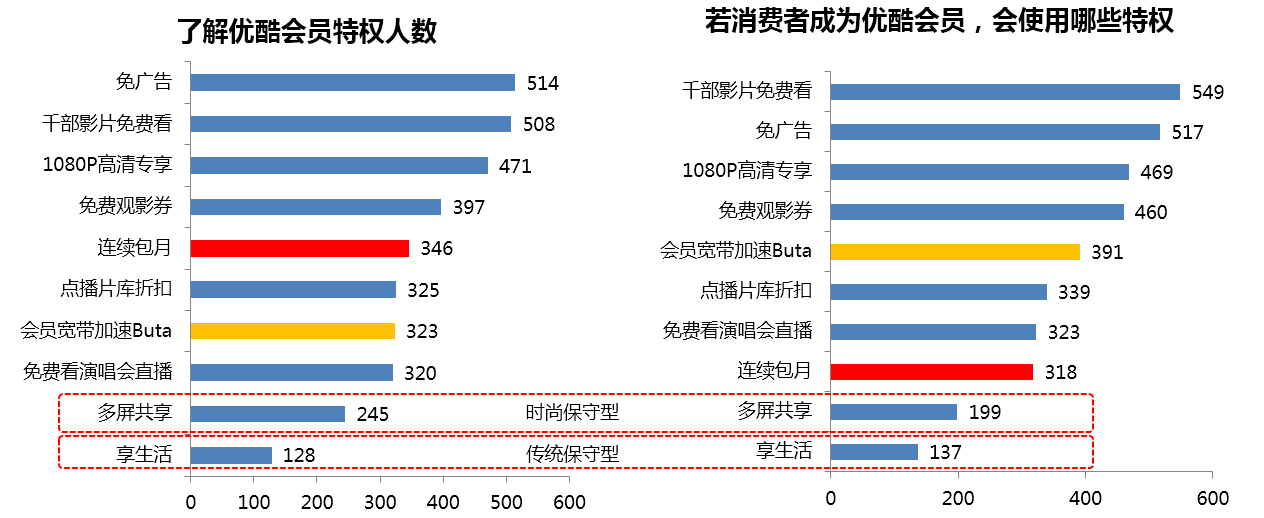 了解优酷会员特权人数
免广告 514
千部影片免费看 508
1080P高清专享 471
免费观影券 397
连续包月 346
点播片库折扣 325
会员宽带加速Buta 323
免费看演唱会直播 320
多屏共享 245
享生活 128
0 100 200 300 400 500 600
时尚保守型
传统保守型
若消费者成为优酷会员，会使用哪些特权
千部影片免费看 549
免广告 517
1080P高清专享 469
免费观影券 460
会员宽带加速Buta 391
点播片库折扣 339
免费看演唱会直播 323
连续包月 318
多屏共享 199
享生活 137
0 200 400 600